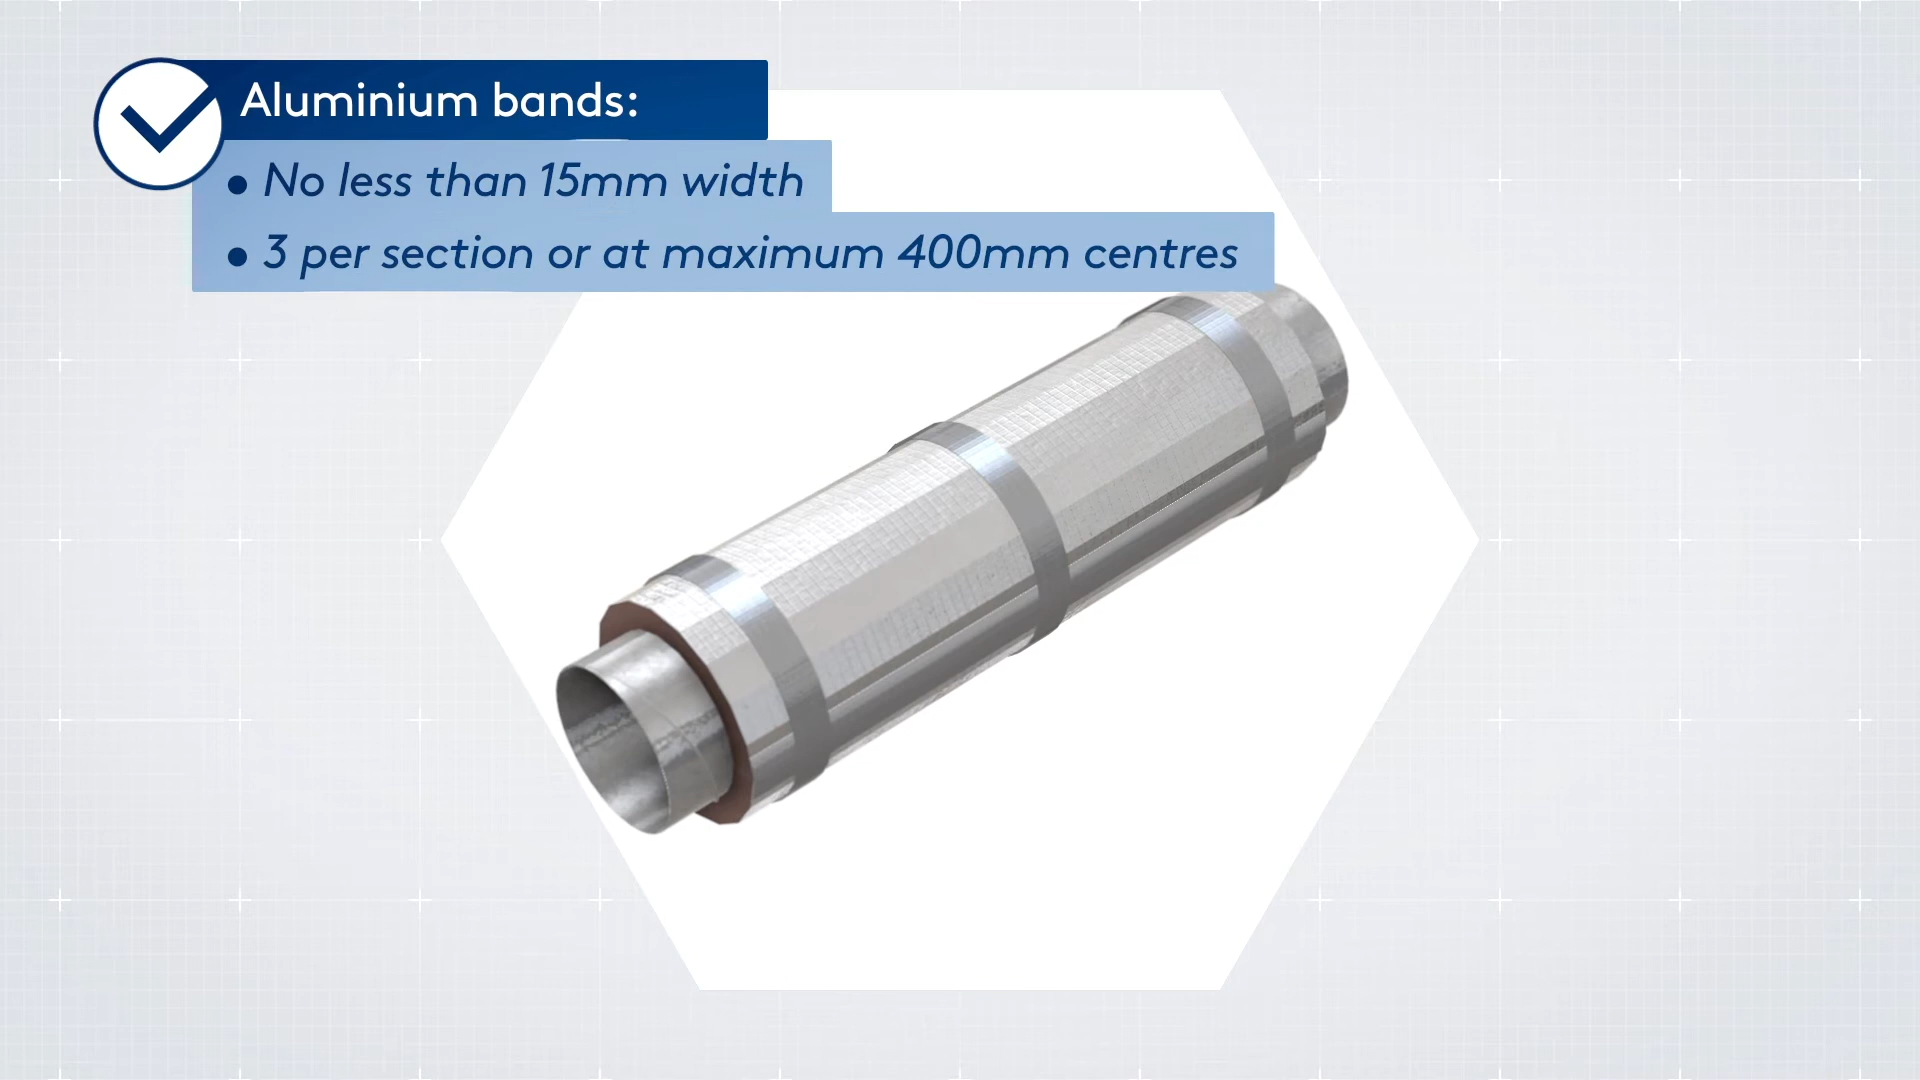 Aluminium bands:
• No less than 15mm width
• 3 per section or at maximum 400mm centres